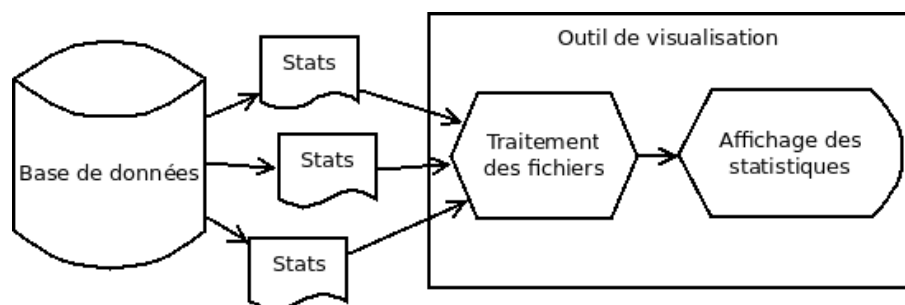 Outil de visualisation
Stats
Base de données
Stats
Stats
Traitement
des fichiers
Affichage des
statistiques